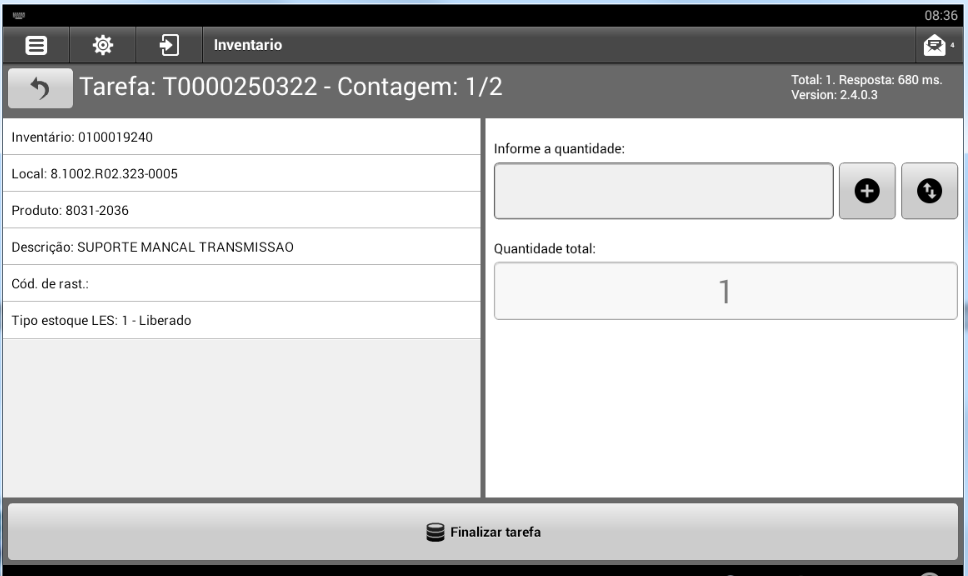 08:36
Inventario
4
Tarefa: T0000250322 - Contagem: 1/2
Total: 1. Resposta: 680 ms.
Version: 2.4.0.3
Inventário: 0100019240
Local: 8.1002.R02.323-0005
Produto: 8031-2036
Descrição: SUPORTE MANCAL TRANSMISSAO
Cód. de rast.:
Tipo estoque LES: 1 - Liberado
Informe a quantidade:
Quantidade total:
1
Finalizar tarefa